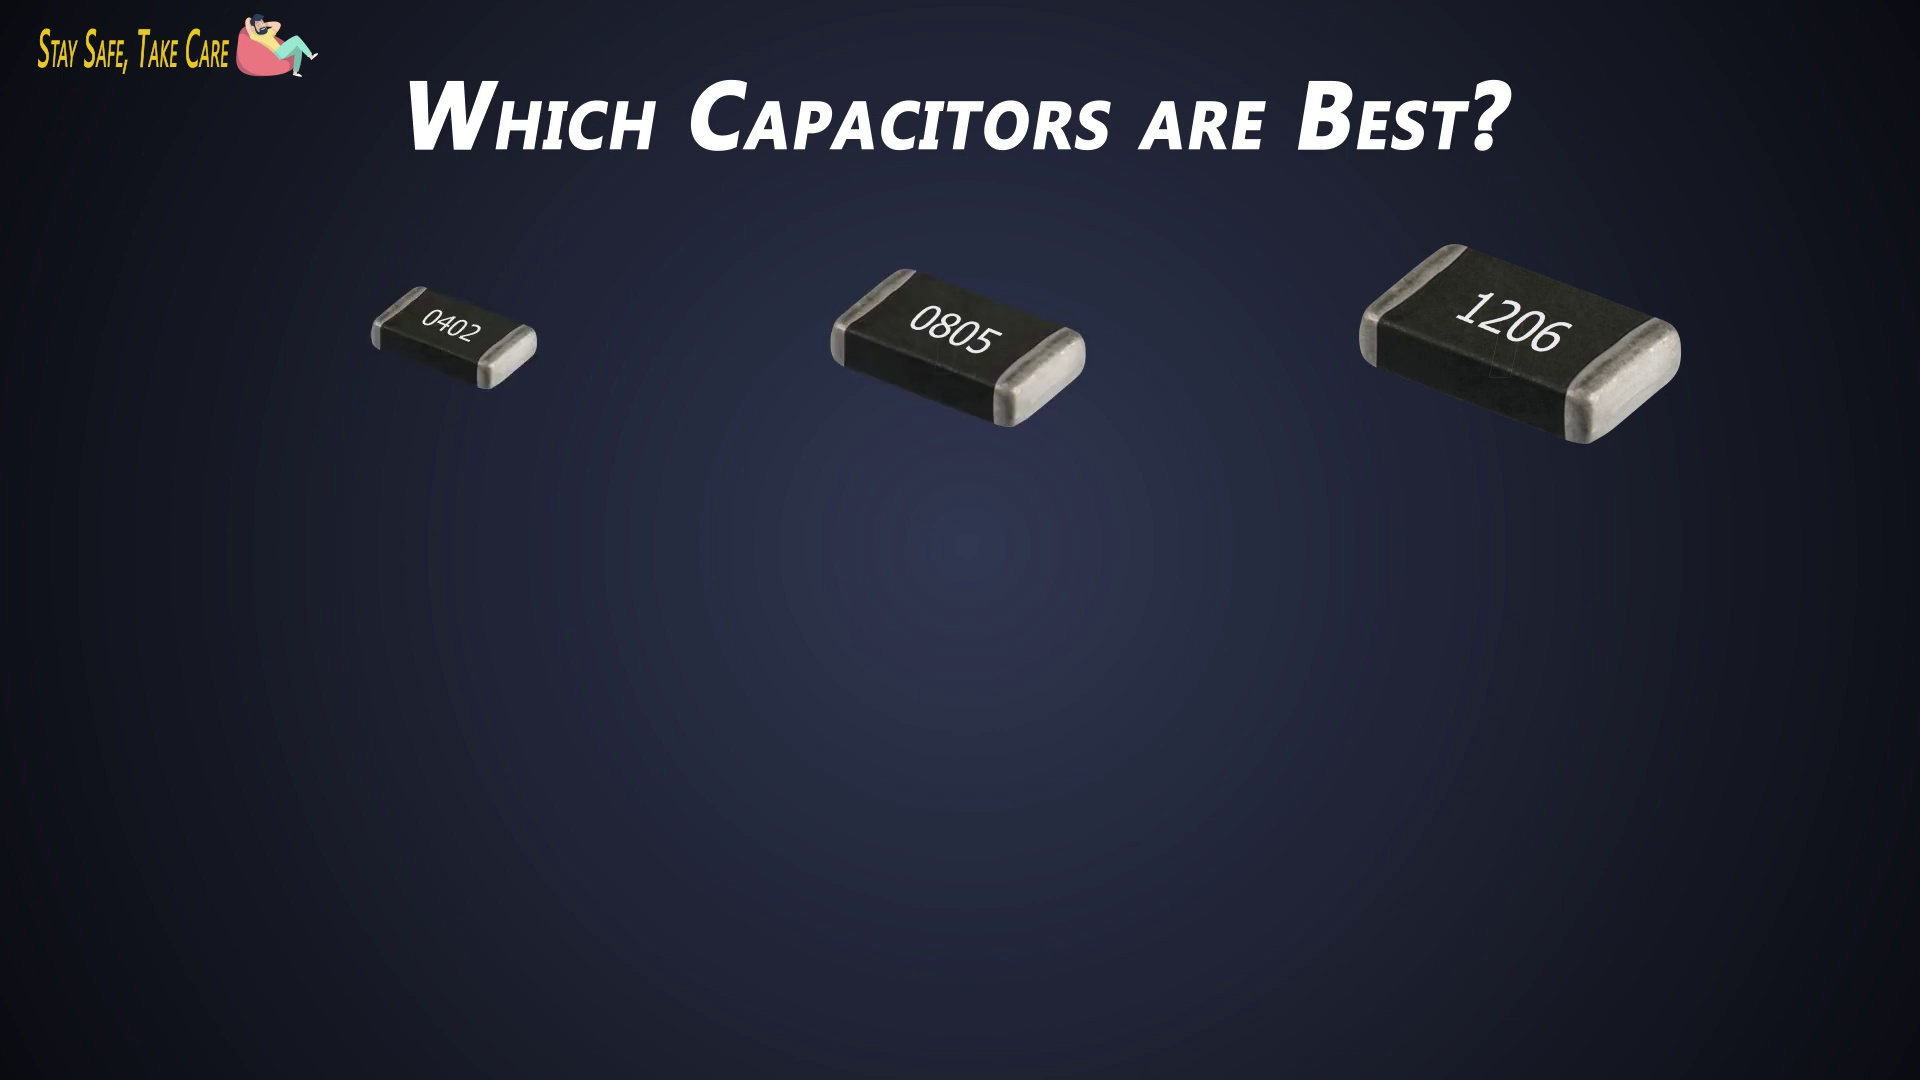 Stay Safe, Take Care
Which Capacitors are Best?
0402
0805
1206